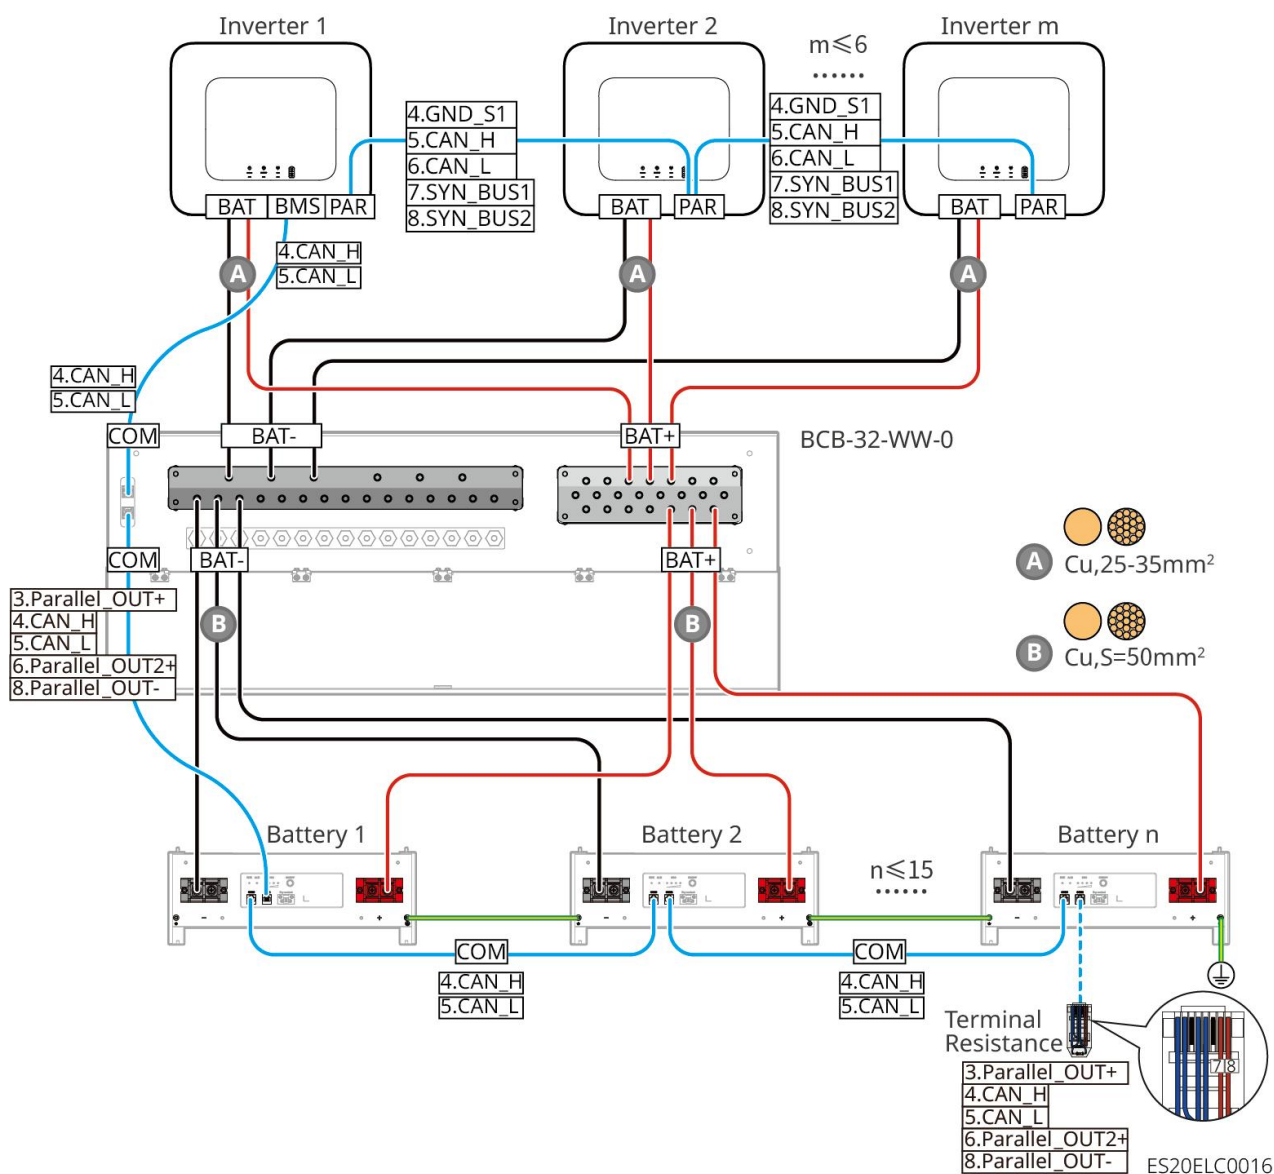 Inverter 1
Inverter 2
Inverter m
m≤6
······
4.GND_S1
5.CAN_H
6.CAN_L
7.SYN_BUS1
8.SYN_BUS2
4.GND_S1
5.CAN_H
6.CAN_L
7.SYN_BUS1
8.SYN_BUS2
BAT
BMS
PAR
BAT
PAR
BAT
PAR
4.CAN_H
5.CAN_L
A
A
A
4.CAN_H
5.CAN_L
COM
BAT-
BAT+
BCB-32-WW-0
COM
BAT-
BAT+
A
Cu,25-35mm²
3.Parallel_OUT+
4.CAN_H
5.CAN_L
6.Parallel_OUT2+
8.Parallel_OUT-
B
B
B
Cu,S=50mm²
Battery 1
Battery 2
Battery n
n≤15
······
-
+
-
+
-
+
COM
4.CAN_H
5.CAN_L
COM
4.CAN_H
5.CAN_L
Terminal
Resistance
7 8
3.Parallel_OUT+
4.CAN_H
5.CAN_L
6.Parallel_OUT2+
8.Parallel_OUT-
ES20ELC0016